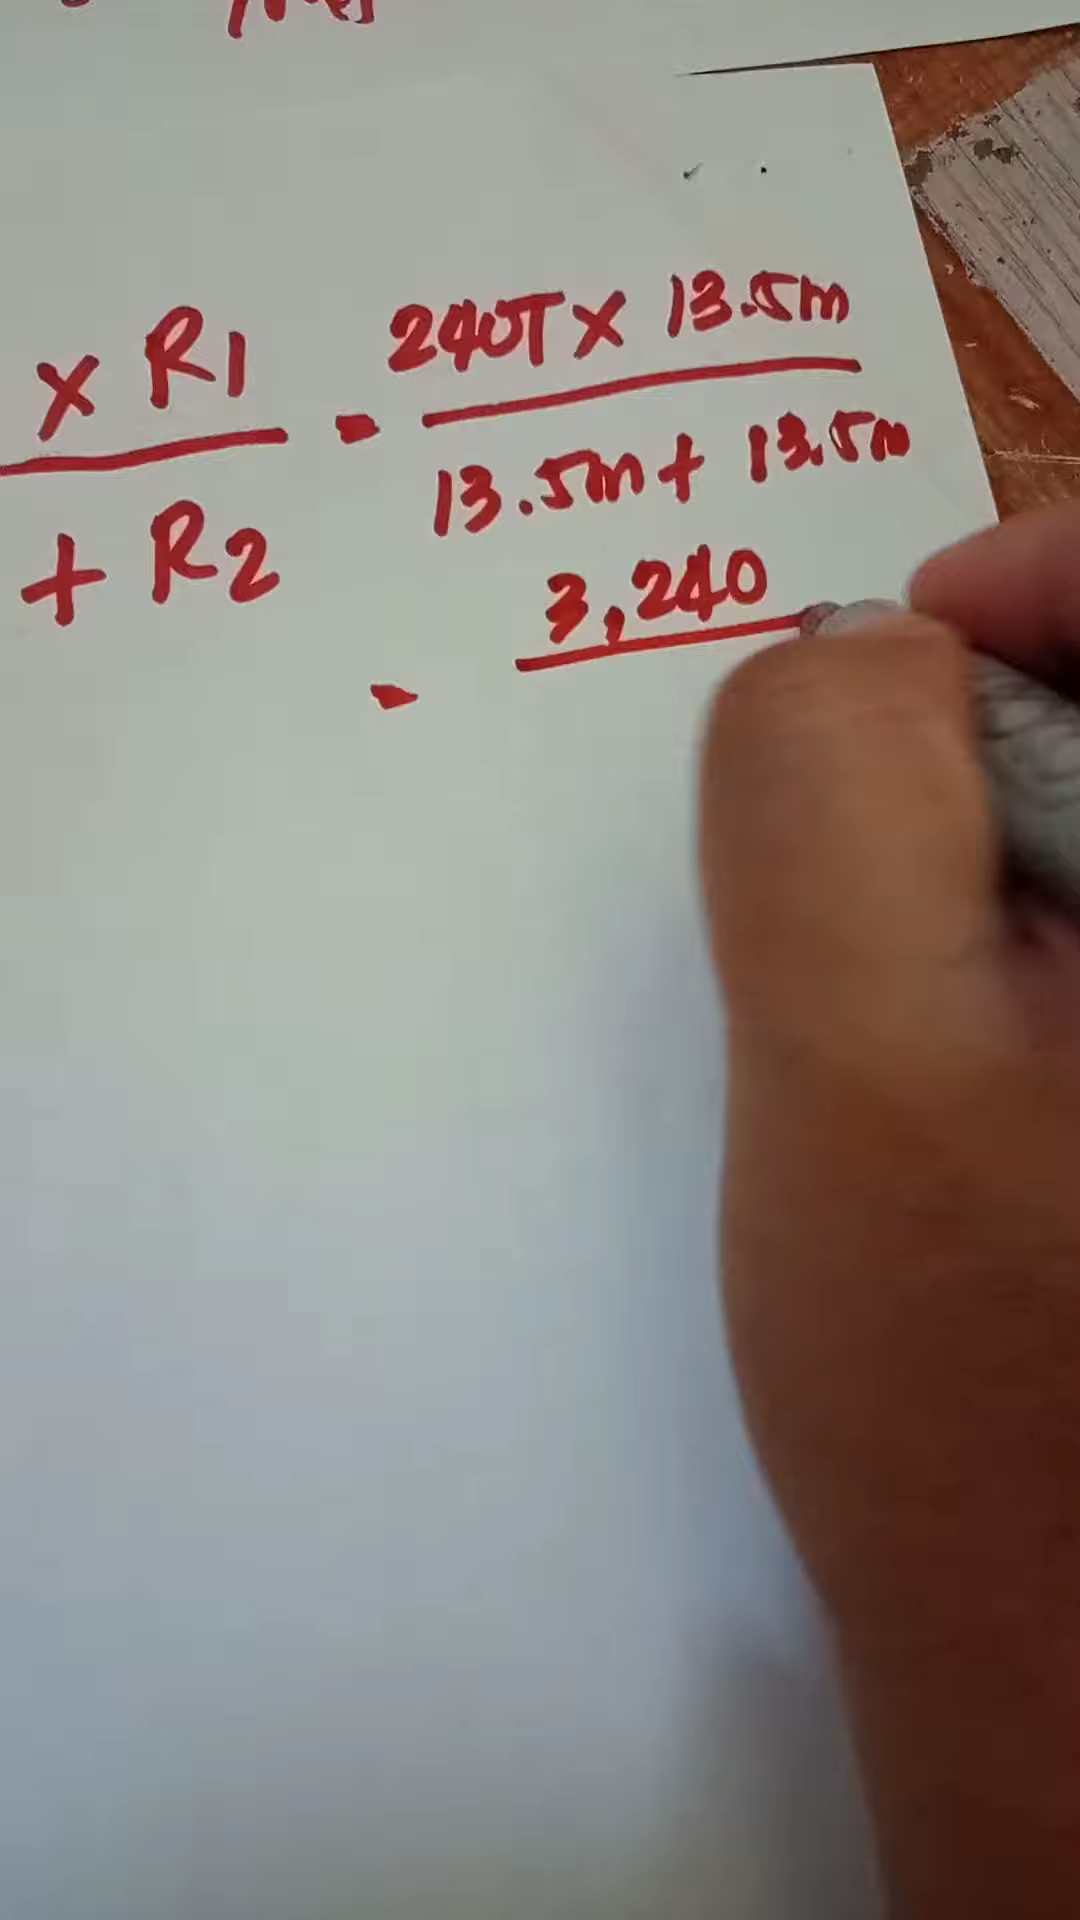 x R1 = 240T x 13.5m
+ R2 13.5m + 13.5m
= 3,240